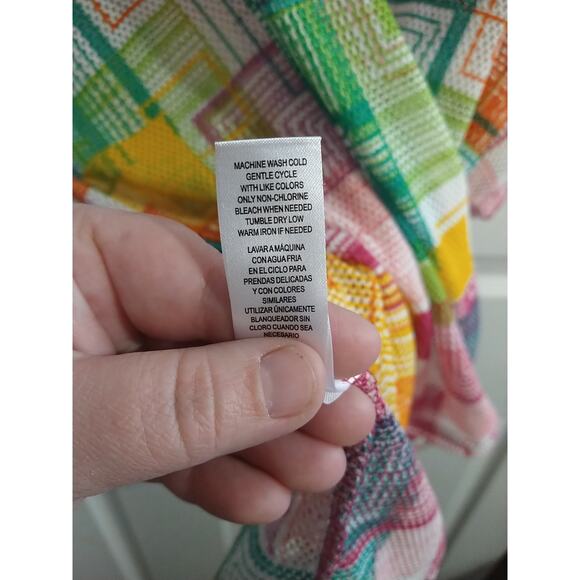 MACHINE WASH COLD
GENTLE CYCLE
WITH LIKE COLORS
ONLY NON-CHLORINE
BLEACH WHEN NEEDED
TUMBLE DRY LOW
WARM IRON IF NEEDED
LAVAR A MÁQUINA
CON AGUA FRIA
EN EL CICLO PARA
PRENDAS DELICADAS
Y CON COLORES
SIMILARES
UTILIZAR ÚNICAMENTE
BLANQUEADOR SIN
CLORO CUANDO SEA
NECESARIO